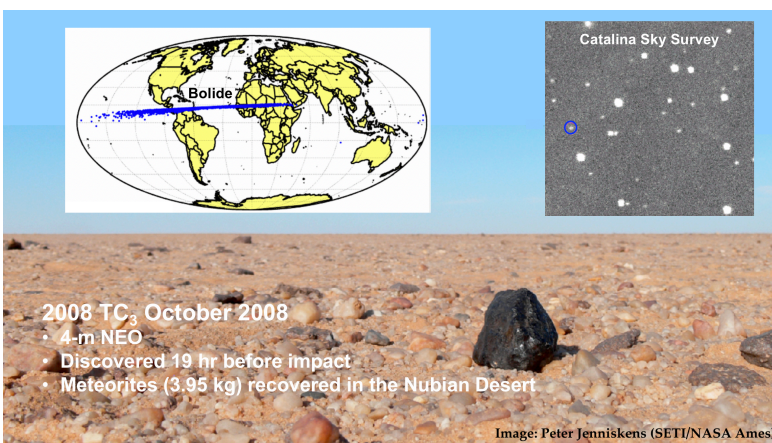 Catalina Sky Survey
Bolide
2008 TC3 October 2008
• 4-m NEO
• Discovered 19 hr before impact
• Meteorites (3.95 kg) recovered in the Nubian Desert
Image: Peter Jenniskens (SETI/NASA Ames